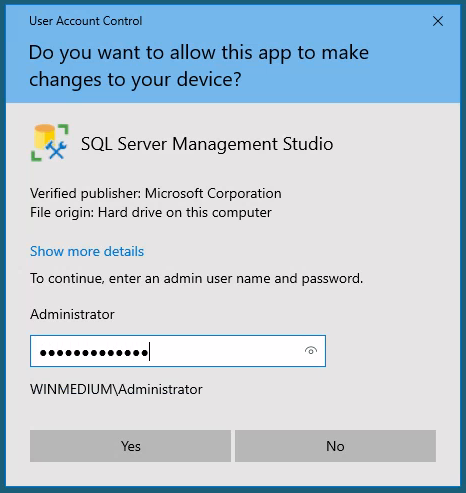 User Account Control
Do you want to allow this app to make
changes to your device?
SQL Server Management Studio
Verified publisher: Microsoft Corporation
File origin: Hard drive on this computer
Show more details
To continue, enter an admin user name and password.
Administrator
●●●●●●●●●●●●●
WINMEDIUM\Administrator
Yes No